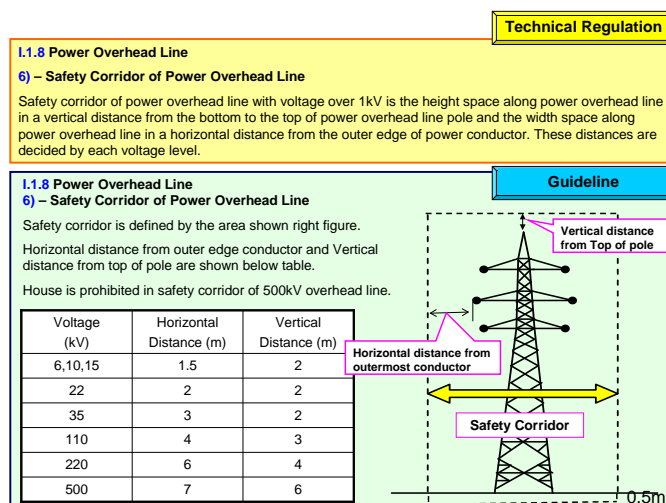 Technical Regulation
I.1.8 Power Overhead Line
6) – Safety Corridor of Power Overhead Line
Safety corridor of power overhead line with voltage over 1kV is the height space along power overhead line
in a vertical distance from the bottom to the top of power overhead line pole and the width space along
power overhead line in a horizontal distance from the outer edge of power conductor. These distances are
decided by each voltage level.
Guideline
I.1.8 Power Overhead Line
6) – Safety Corridor of Power Overhead Line
Safety corridor is defined by the area shown right figure.
Horizontal distance from outer edge conductor and Vertical
distance from top of pole are shown below table.
House is prohibited in safety corridor of 500kV overhead line.
Voltage (kV) Horizontal Distance (m) Vertical Distance (m)
6,10,15 1.5 2
22 2 2
35 3 2
110 4 3
220 6 4
500 7 6
Vertical distance
from Top of pole
Horizontal distance from
outermost conductor
Safety Corridor
0.5m